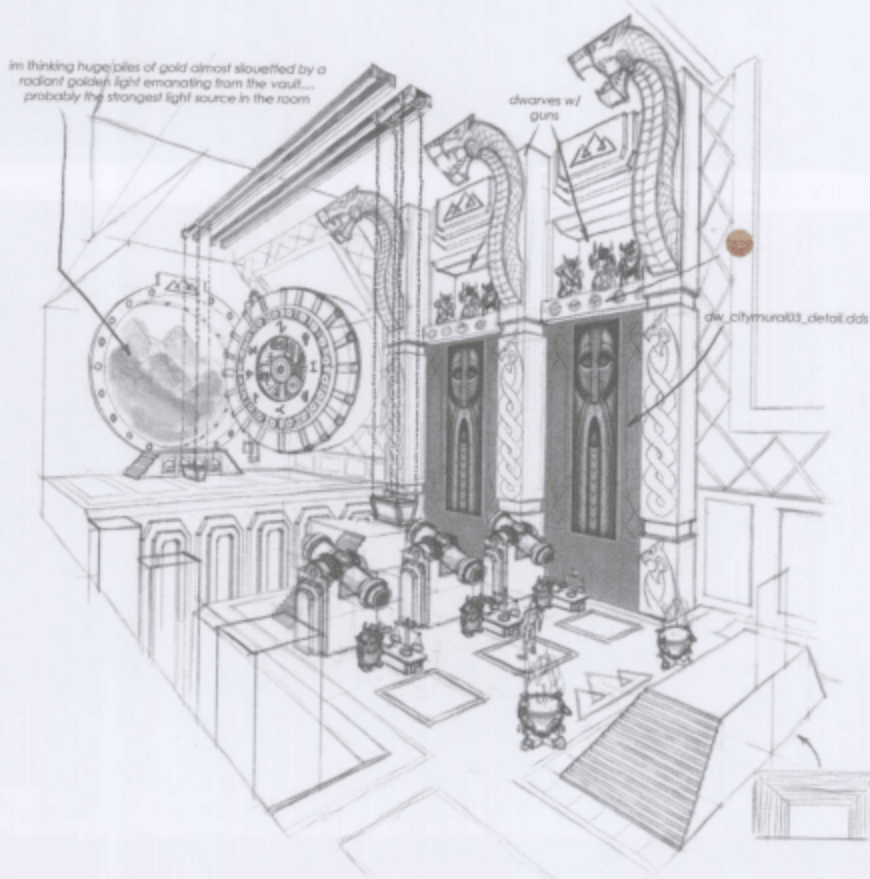 im thinking huge piles of gold almost silouetted by a
radiant golden light emanating from the vault....
probably the strongest light source in the room
dwarves w/
guns
dw_citymural03_detail.dds